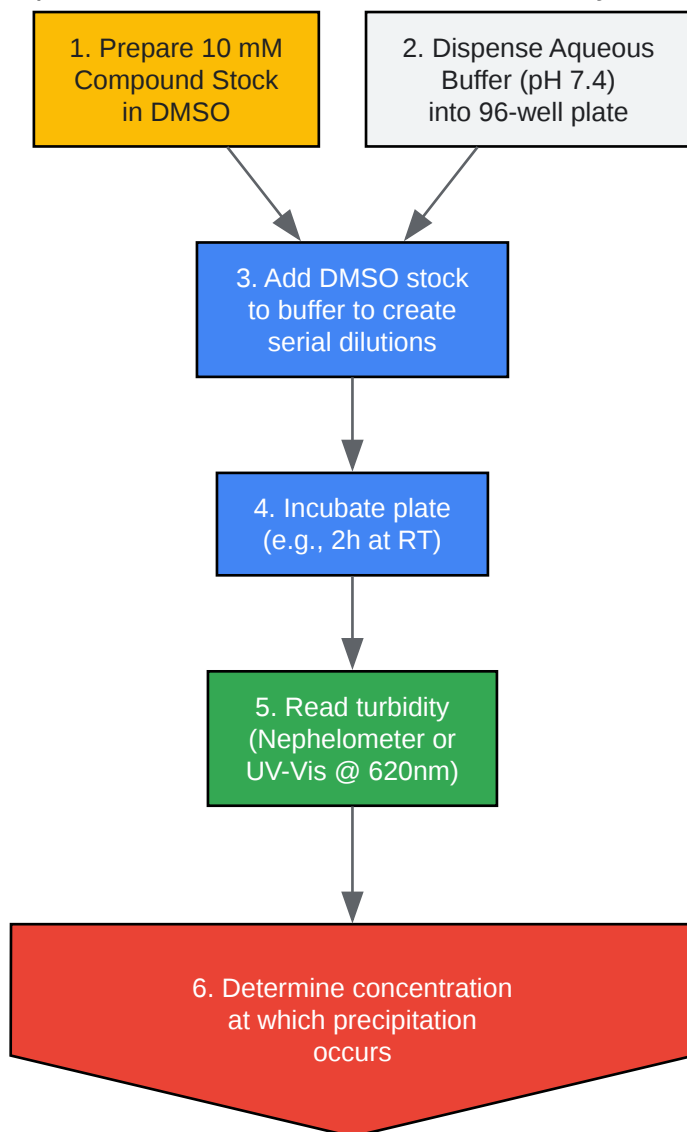 1. Prepare 10 mM
Compound Stock
in DMSO
2. Dispense Aqueous
Buffer (pH 7.4)
into 96-well plate
3. Add DMSO stock
to buffer to create
serial dilutions
4. Incubate plate
(e.g., 2h at RT)
5. Read turbidity
(Nephelometer or
UV-Vis @ 620nm)
6. Determine concentration
at which precipitation
occurs